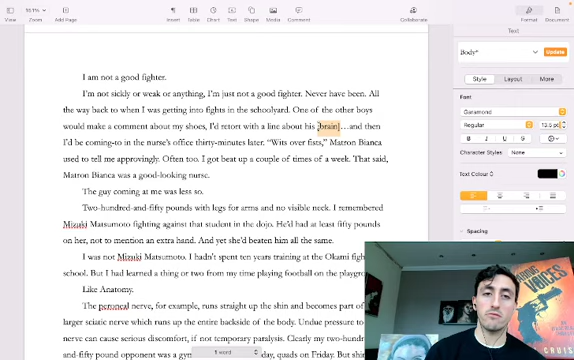 101%
View
Zoom
Add Page
Insert
Table
Chart
Text
Shape
Media
Comment
Collaborate
Format
Document
Text
Body*
Update
Style
Layout
More
Font
Garamond
Regular
13.5 pt
B I U S
Character Styles
None
Text Colour
Spacing
I am not a good fighter.
I'm not sickly or weak or anything, I'm just not a good fighter. Never have been. All
the way back to when I was getting into fights in the schoolyard. One of the other boys
would make a comment about my shoes, I'd retort with a line about his [brain]…and then
I'd be coming-to in the nurse's office thirty-minutes later. "Wits over fists," Matron Bianca
used to tell me approvingly. Often too. I got beat up a couple of times of a week. That said,
Matron Bianca was a good-looking nurse.
The guy coming at me was less so.
Two-hundred-and-fifty pounds with legs for arms and no visible neck. I remembered
Mizuki Matsumoto fighting against that student in the dojo. He'd had at least fifty pounds
on her, not to mention an extra hand. And yet she'd beaten him all the same.
I was not Mizuki Matsumoto. I hadn't spent ten years training at the Okami figh
school. But I had learned a thing or two from my time playing football on the playgrou
Like Anatomy.
The peroneal nerve, for example, runs straight up the shin and becomes part of
larger sciatic nerve which runs up the entire backside of the body. Undue pressure to
nerve can cause serious discomfort, if not temporary paralysis. Clearly my two-hundred
and-fifty pound opponent was a gym
day, quads on Friday. But shin
1 word
VOICES
CRUIS